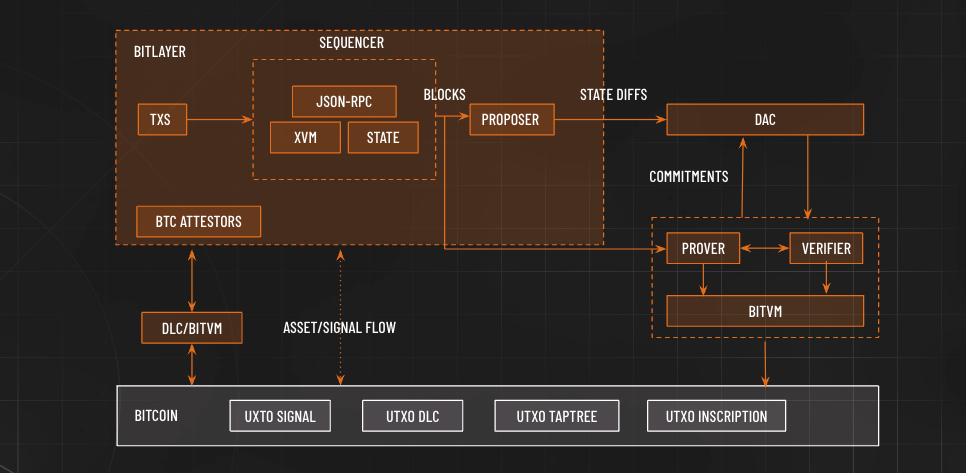 SEQUENCER
BITLAYER
BLOCKS
STATE DIFFS
JSON-RPC
TXS
PROPOSER
DAC
XVM
STATE
COMMITMENTS
BTC ATTESTORS
PROVER
VERIFIER
BITVM
DLC/BITVM
ASSET/SIGNAL FLOW
BITCOIN
UXTO SIGNAL
UTXO DLC
UTXO TAPTREE
UTXO INSCRIPTION